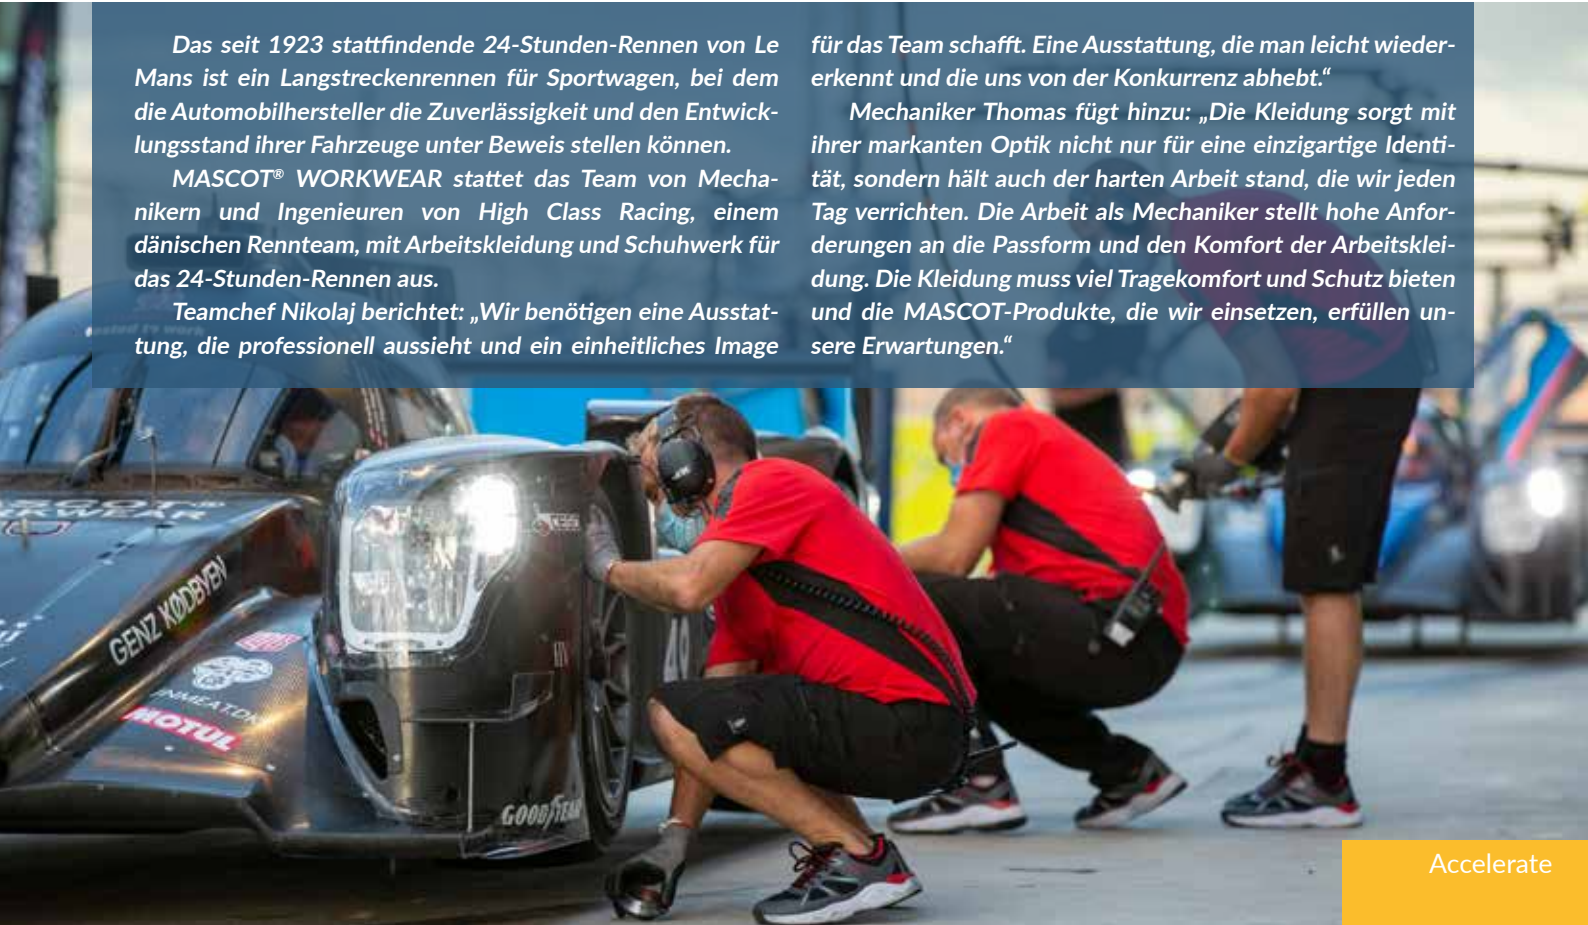 Das seit 1923 stattfindende 24-Stunden-Rennen von Le
Mans ist ein Langstreckenrennen für Sportwagen, bei dem
die Automobilhersteller die Zuverlässigkeit und den Entwick-
lungsstand ihrer Fahrzeuge unter Beweis stellen können.
MASCOT® WORKWEAR stattet das Team von Mecha-
nikern und Ingenieuren von High Class Racing, einem
dänischen Rennteam, mit Arbeitskleidung und Schuhwerk für
das 24-Stunden-Rennen aus.
Teamchef Nikolaj berichtet: „Wir benötigen eine Ausstat-
tung, die professionell aussieht und ein einheitliches Image
für das Team schafft. Eine Ausstattung, die man leicht wieder-
erkennt und die uns von der Konkurrenz abhebt.“
Mechaniker Thomas fügt hinzu: „Die Kleidung sorgt mit
ihrer markanten Optik nicht nur für eine einzigartige Identi-
tät, sondern hält auch der harten Arbeit stand, die wir jeden
Tag verrichten. Die Arbeit als Mechaniker stellt hohe Anfor-
derungen an die Passform und den Komfort der Arbeitsklei-
dung. Die Kleidung muss viel Tragekomfort und Schutz bieten
und die MASCOT-Produkte, die wir einsetzen, erfüllen un-
sere Erwartungen.“
GENZ KØDBYEN
MOTUL
GOODYEAR
49
Accelerate